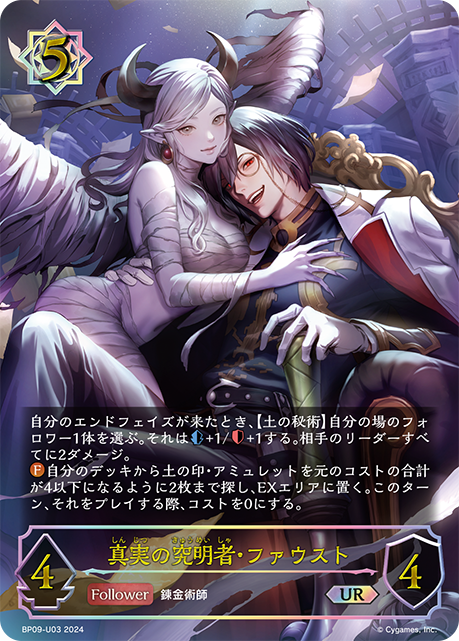 5
自分のエンドフェイズが来たとき、【土の秘術】自分の場のフォ
ロワー1体を選ぶ。それは+1/+1する。相手のリーダーすべ
てに2ダメージ。
F自分のデッキから土の印・アミュレットを元のコストの合計
が4以下になるように2枚まで探し、EXエリアに置く。このター
ン、それをプレイする際、コストを0にする。
しんじつ きゅうめいしゃ
真実の究明者・ファウスト
4
Follower 錬金術師
UR
4
BP09-U03 2024
© Cygames, Inc.